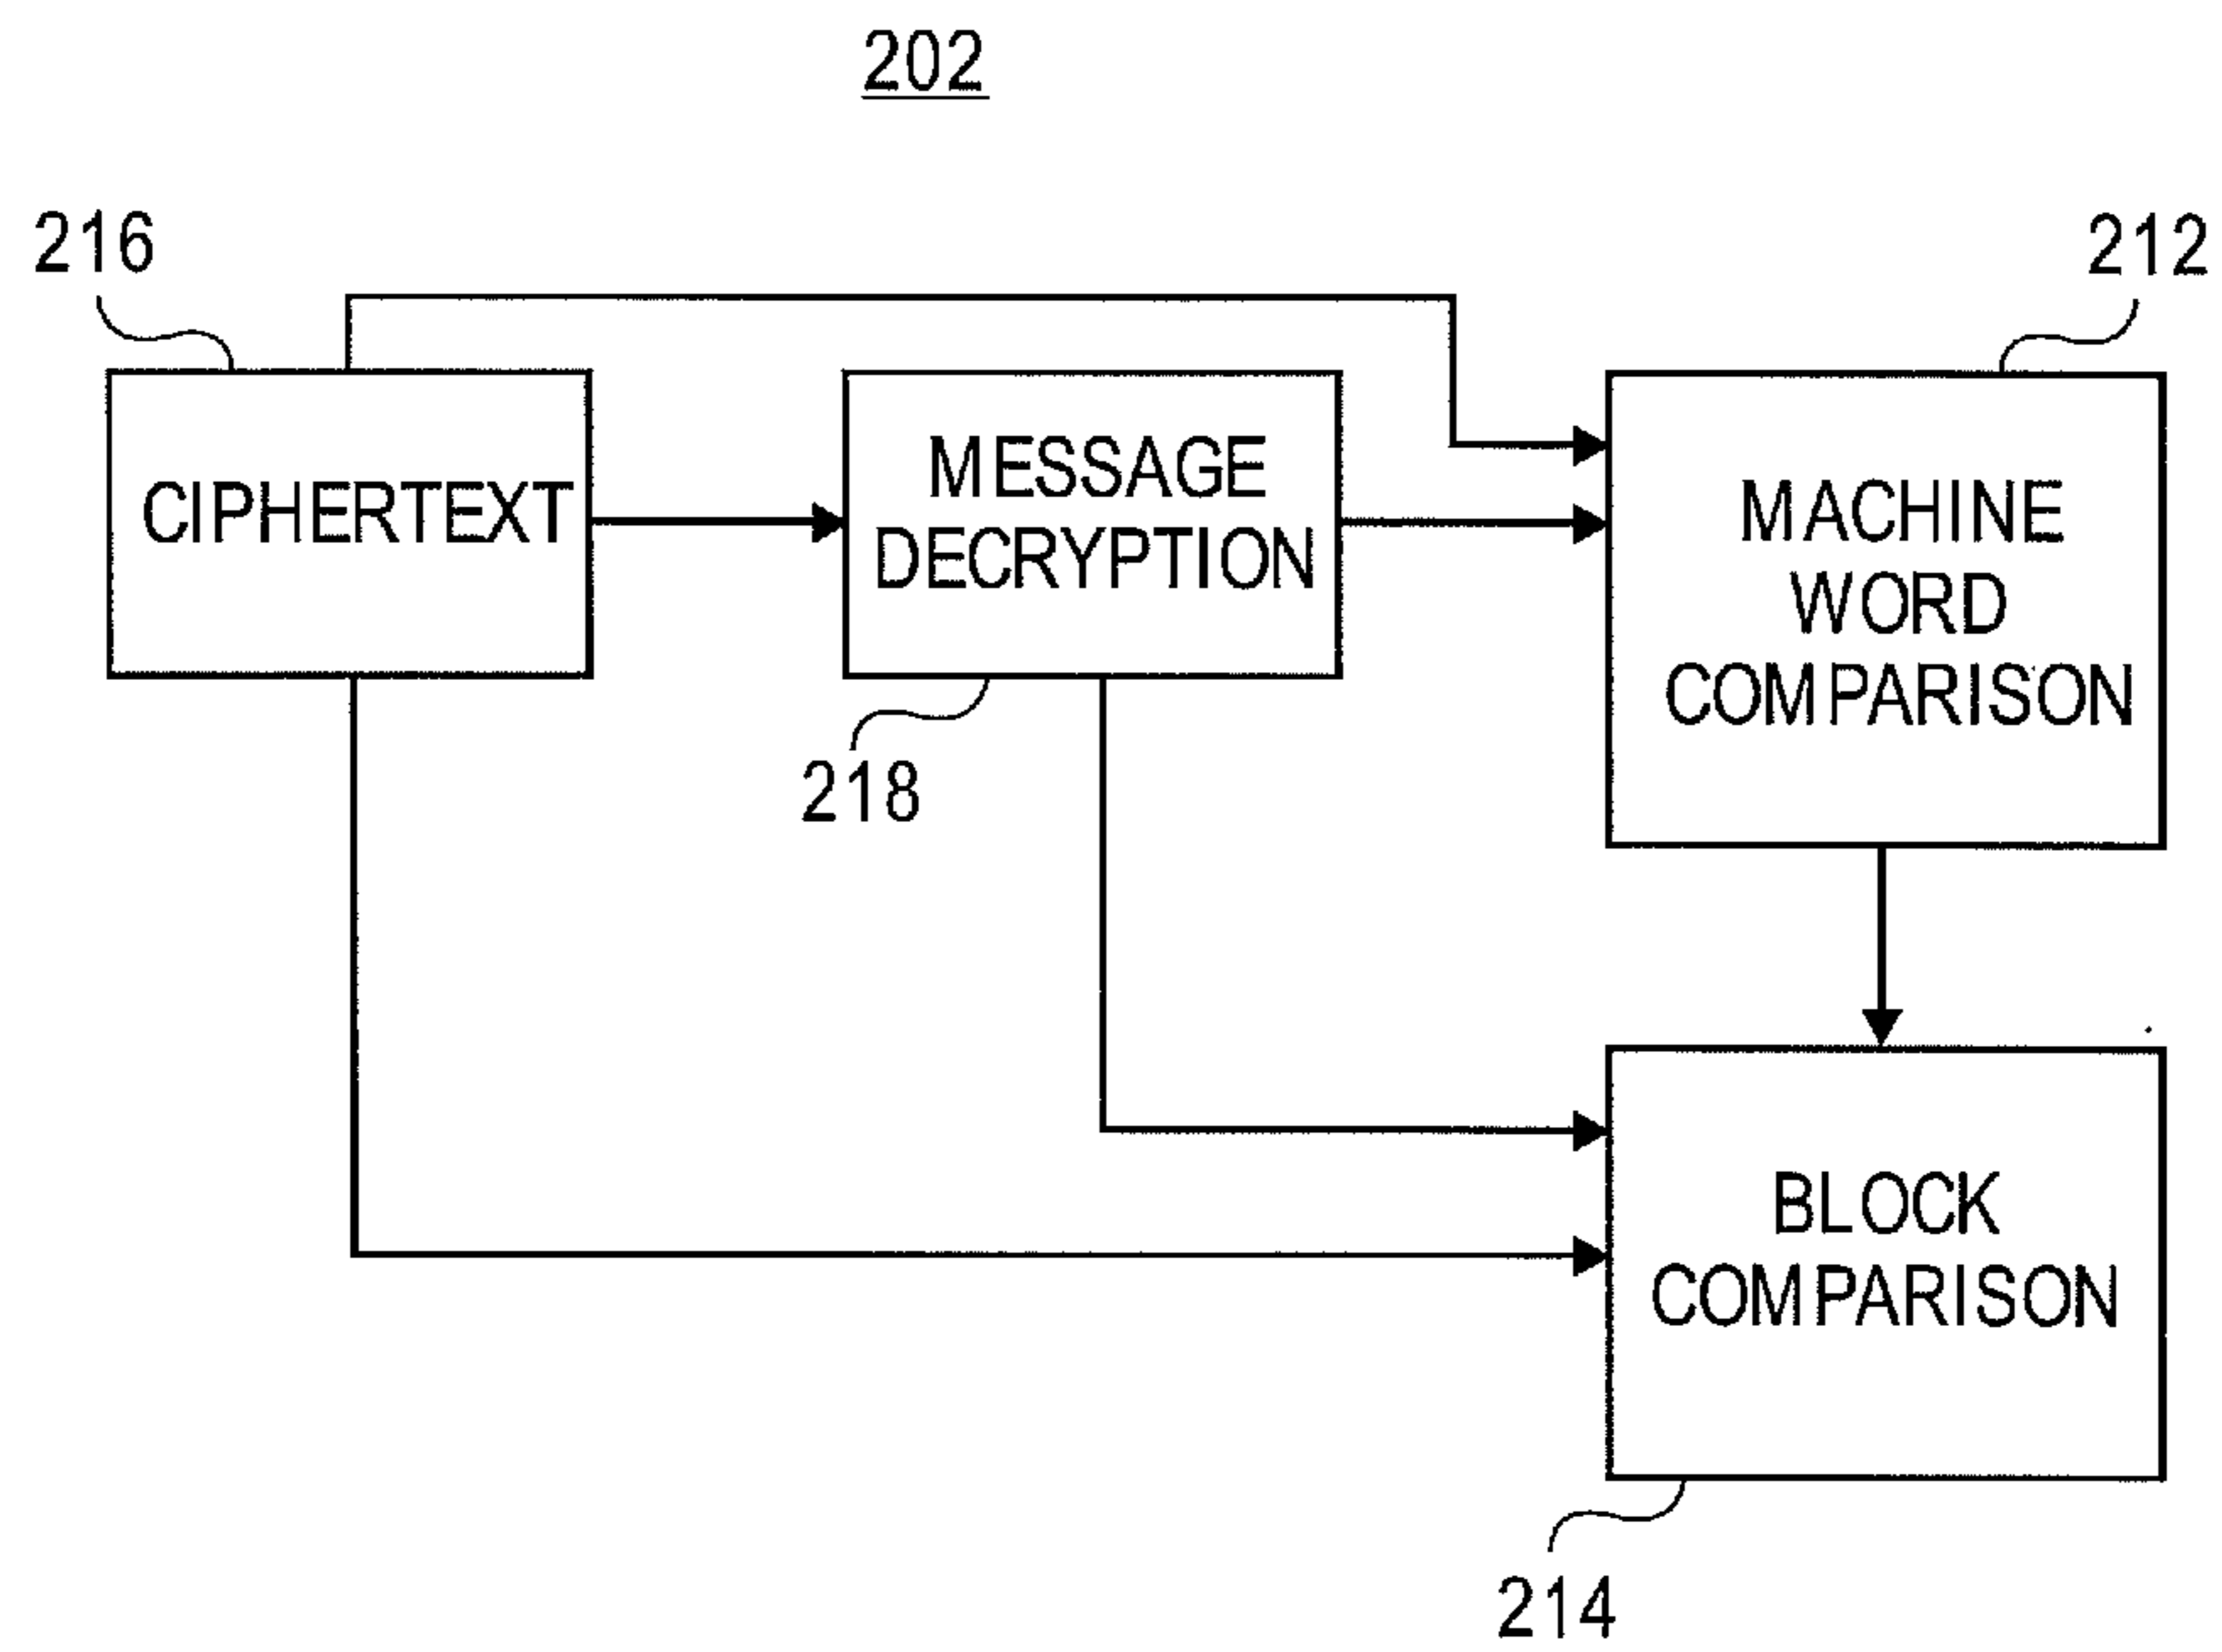 202
216
212
CIPHERTEXT
MESSAGE
DECRYPTION
MACHINE
WORD
COMPARISON
218
BLOCK
COMPARISON
214